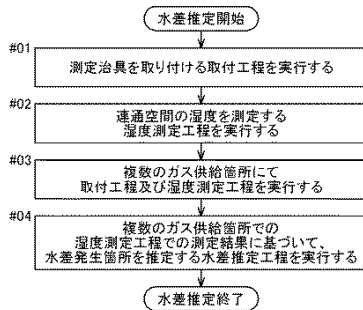 水差推定開始
#01
測定治具を取り付ける取付工程を実行する
#02
連通空間の湿度を測定する
湿度測定工程を実行する
#03
複数のガス供給箇所にて
取付工程及び湿度測定工程を実行する
#04
複数のガス供給箇所での
湿度測定工程での測定結果に基づいて、
水差発生箇所を推定する水差推定工程を実行する
水差推定終了